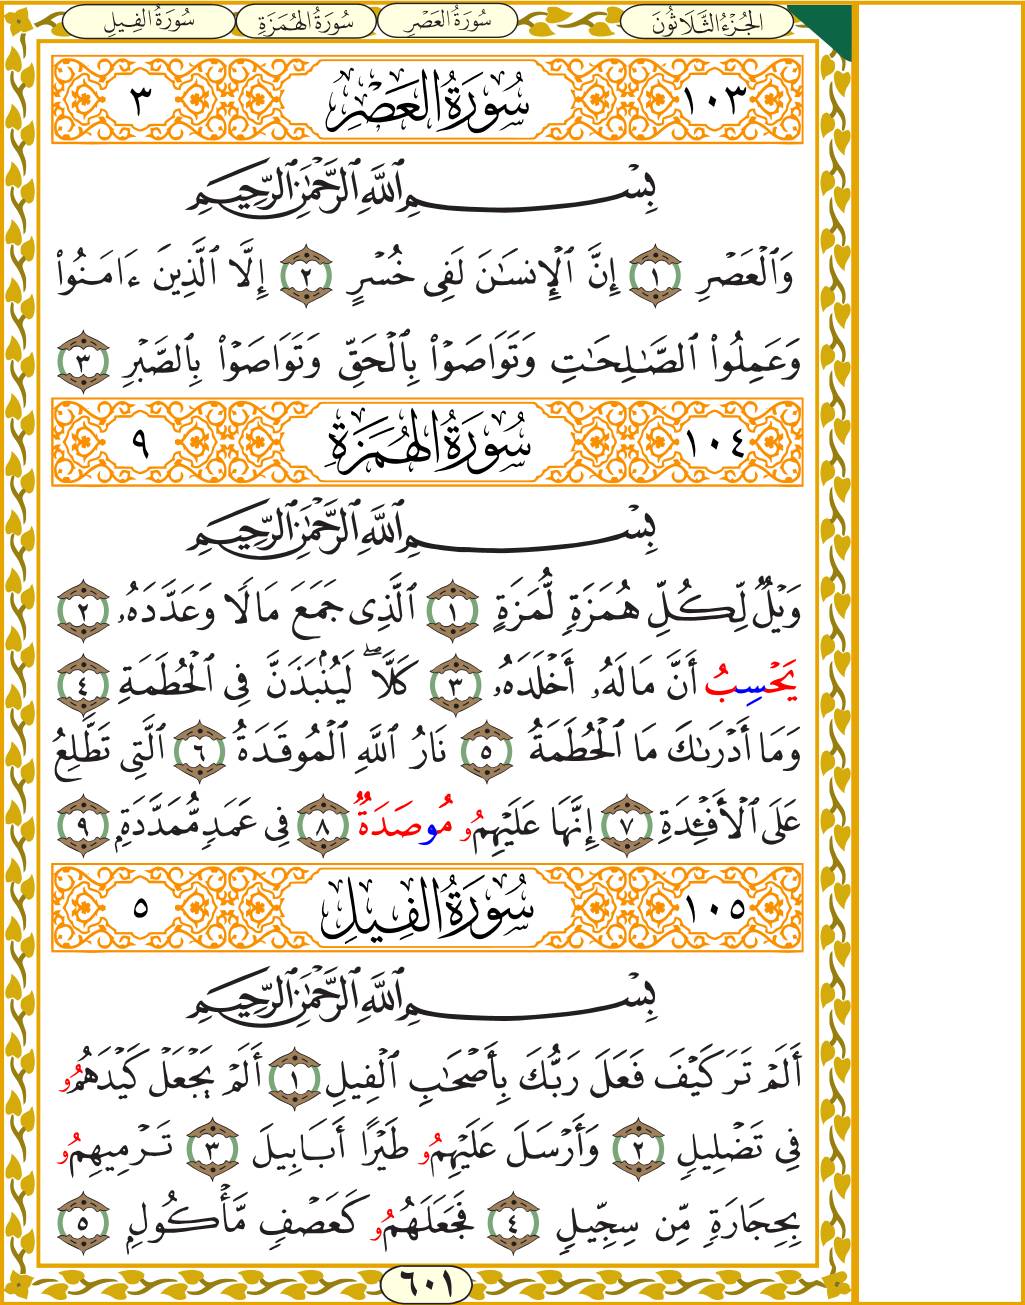 الجُزْءُ الثَّلَاثُونَ سُورَةُ العَصْرِ سُورَةُ الهُمَزَةِ سُورَةُ الفِيلِ
١٠٣ سُورَةُ العَصْرِ ٣
بِسْمِ ٱللَّهِ ٱلرَّحْمَٰنِ ٱلرَّحِيمِ
وَٱلْعَصْرِ ١ إِنَّ ٱلْإِنسَٰنَ لَفِى خُسْرٍ ٢ إِلَّا ٱلَّذِينَ ءَامَنُوا۟
وَعَمِلُوا۟ ٱلصَّٰلِحَٰتِ وَتَوَاصَوْا۟ بِٱلْحَقِّ وَتَوَاصَوْا۟ بِٱلصَّبْرِ ٣
١٠٤ سُورَةُ الهُمَزَةِ ٩
بِسْمِ ٱللَّهِ ٱلرَّحْمَٰنِ ٱلرَّحِيمِ
وَيْلٌ لِّكُلِّ هُمَزَةٍ لُّمَزَةٍ ١ ٱلَّذِى جَمَعَ مَالًا وَعَدَّدَهُۥ ٢
يَحْسِبُ أَنَّ مَالَهُۥ أَخْلَدَهُۥ ٣ كَلَّا ۖ لَيُنۢبَذَنَّ فِى ٱلْحُطَمَةِ ٤
وَمَا أَدْرَىٰكَ مَا ٱلْحُطَمَةُ ٥ نَارُ ٱللَّهِ ٱلْمُوقَدَةُ ٦ ٱلَّتِى تَطَّلِعُ
عَلَى ٱلْأَفْـِٔدَةِ ٧ إِنَّهَا عَلَيْهِمُۥ مُوصَدَةٌ ٨ فِى عَمَدٍ مُّمَدَّدَةٍۭ ٩
١٠٥ سُورَةُ الفِيلِ ٥
بِسْمِ ٱللَّهِ ٱلرَّحْمَٰنِ ٱلرَّحِيمِ
أَلَمْ تَرَ كَيْفَ فَعَلَ رَبُّكَ بِأَصْحَٰبِ ٱلْفِيلِ ١ أَلَمْ يَجْعَلْ كَيْدَهُمُۥ
فِى تَضْلِيلٍ ٢ وَأَرْسَلَ عَلَيْهِمُۥ طَيْرًا أَبَابِيلَ ٣ تَرْمِيهِمُۥ
بِحِجَارَةٍ مِّن سِجِّيلٍ ٤ فَجَعَلَهُمُۥ كَعَصْفٍ مَّأْكُولٍۭ ٥
٦٠١